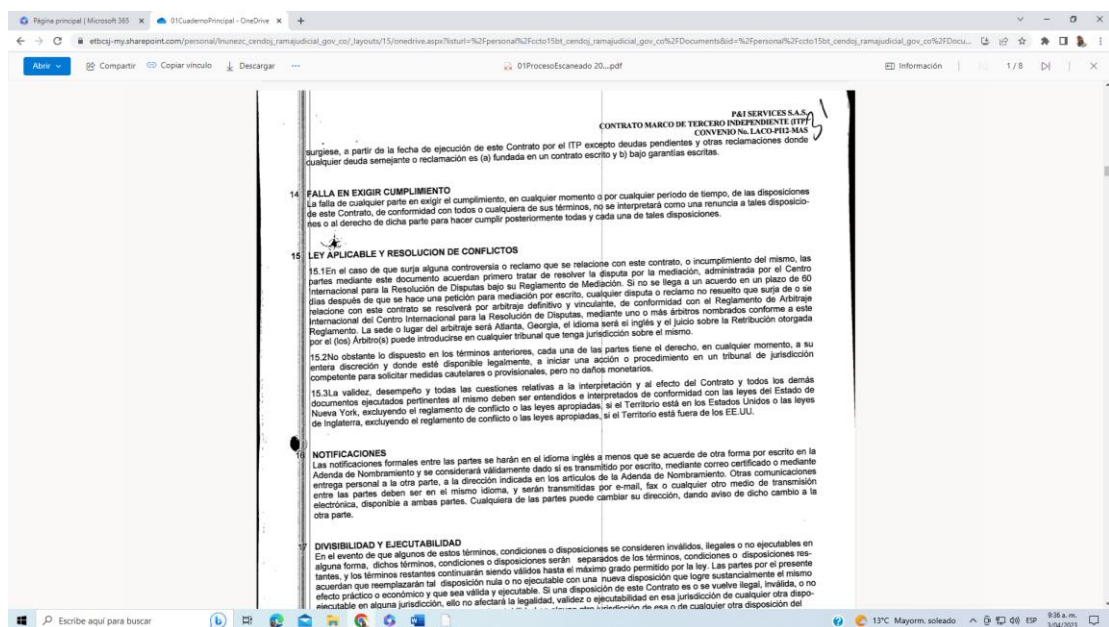 Página principal | Microsoft 365
01CuadernoPrincipal - OneDrive
etbcsj-my.sharepoint.com/personal/lnunezc_cendoj_ramajudicial_gov_co/_layouts/15/onedrive.aspx?listurl=%2Fpersonal%2Fccto15bt_cendoj_ramajudicial_gov_co%2FDocuments&id=%2Fpersonal%2Fccto15bt_cendoj_ramajudicial_gov_co%2FDocu...
Abrir Compartir Copiar vínculo Descargar ... 01ProcesoEscaneado 20....pdf Información 1 / 8
P&I SERVICES S.A.S.
CONTRATO MARCO DE TERCERO INDEPENDIENTE (ITP)
CONVENIO No. LACO-PI12-MAS
surgiese, a partir de la fecha de ejecución de este Contrato por el ITP excepto deudas pendientes y otras reclamaciones donde
cualquier deuda semejante o reclamación es (a) fundada en un contrato escrito y b) bajo garantías escritas.
14 FALLA EN EXIGIR CUMPLIMIENTO
La falla de cualquier parte en exigir el cumplimiento, en cualquier momento o por cualquier periodo de tiempo, de las disposiciones
de este Contrato, de conformidad con todos o cualquiera de sus términos, no se interpretará como una renuncia a tales disposicio-
nes o al derecho de dicha parte para hacer cumplir posteriormente todas y cada una de tales disposiciones.
15 LEY APLICABLE Y RESOLUCION DE CONFLICTOS
15.1En el caso de que surja alguna controversia o reclamo que se relacione con este contrato, o incumplimiento del mismo, las
partes mediante este documento acuerdan primero tratar de resolver la disputa por la mediación, administrada por el Centro
Internacional para la Resolución de Disputas bajo su Reglamento de Mediación. Si no se llega a un acuerdo en un plazo de 60
días después de que se hace una petición para mediación por escrito, cualquier disputa o reclamo no resuelto que surja de o se
relacione con este contrato se resolverá por arbitraje definitivo y vinculante, de conformidad con el Reglamento de Arbitraje
Internacional del Centro Internacional para la Resolución de Disputas, mediante uno o más árbitros nombrados conforme a este
Reglamento. La sede o lugar del arbitraje será Atlanta, Georgia, el idioma será el inglés y el juicio sobre la Retribución otorgada
por el (los) Árbitro(s) puede introducirse en cualquier tribunal que tenga jurisdicción sobre el mismo.
15.2No obstante lo dispuesto en los términos anteriores, cada una de las partes tiene el derecho, en cualquier momento, a su
entera discreción y donde esté disponible legalmente, a iniciar una acción o procedimiento en un tribunal de jurisdicción
competente para solicitar medidas cautelares o provisionales, pero no daños monetarios.
15.3La validez, desempeño y todas las cuestiones relativas a la interpretación y al efecto del Contrato y todos los demás
documentos ejecutados pertinentes al mismo deben ser entendidos e interpretados de conformidad con las leyes del Estado de
Nueva York, excluyendo el reglamento de conflicto o las leyes apropiadas, si el Territorio está en los Estados Unidos o las leyes
de Inglaterra, excluyendo el reglamento de conflicto o las leyes apropiadas, si el Territorio está fuera de los EE.UU.
16 NOTIFICACIONES
Las notificaciones formales entre las partes se harán en el idioma inglés a menos que se acuerde de otra forma por escrito en la
Adenda de Nombramiento y se considerará válidamente dado si es transmitido por escrito, mediante correo certificado o mediante
entrega personal a la otra parte, a la dirección indicada en los artículos de la Adenda de Nombramiento. Otras comunicaciones
entre las partes deben ser en el mismo idioma, y serán transmitidas por e-mail, fax o cualquier otro medio de transmisión
electrónica, disponible a ambas partes. Cualquiera de las partes puede cambiar su dirección, dando aviso de dicho cambio a la
otra parte.
17 DIVISIBILIDAD Y EJECUTABILIDAD
En el evento de que algunos de estos términos, condiciones o disposiciones se consideren inválidos, ilegales o no ejecutables en
alguna forma, dichos términos, condiciones o disposiciones serán separados de los términos, condiciones o disposiciones res-
tantes, y los términos restantes continuarán siendo válidos hasta el máximo grado permitido por la ley. Las partes por el presente
acuerdan que reemplazarán tal disposición nula o no ejecutable con una nueva disposición que logre sustancialmente el mismo
efecto práctico o económico y que sea válida y ejecutable. Si una disposición de este Contrato es o se vuelve ilegal, inválida, o no
ejecutable en alguna jurisdicción, ello no afectará la legalidad, validez o ejecutabilidad en esa jurisdicción de cualquier otra dispo-
jurisdicción de esa o de cualquier otra disposición del
Escribe aquí para buscar
13°C Mayorm. soleado ESP 9:36 a. m.
3/04/2023